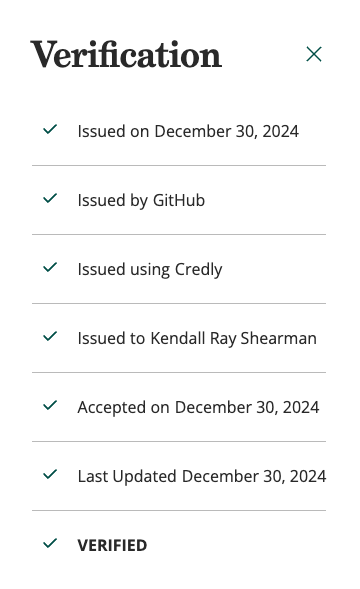 Verification
Issued on December 30, 2024
Issued by GitHub
Issued using Credly
Issued to Kendall Ray Shearman
Accepted on December 30, 2024
Last Updated December 30, 2024
VERIFIED